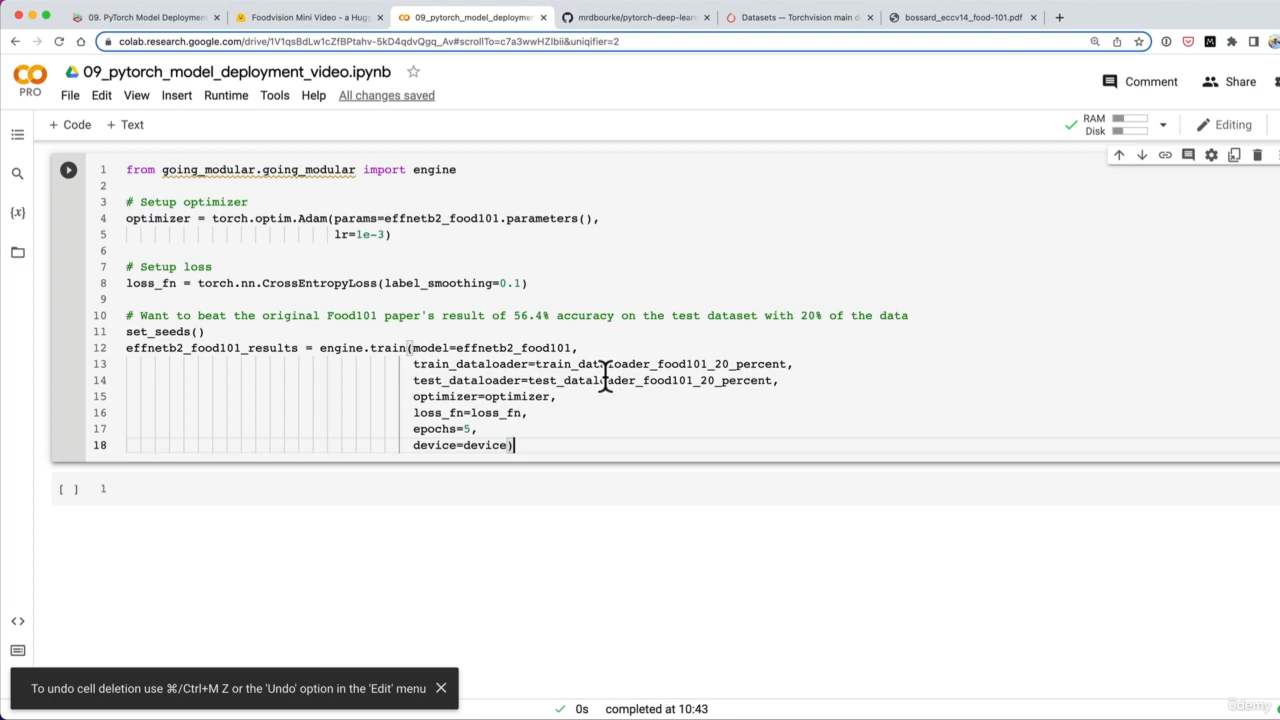 09. PyTorch Model Deployment
Foodvision Mini Video - a Hugg
09_pytorch_model_deployment_
mrdbourke/pytorch-deep-learn
Datasets — Torchvision main d
bossard_eccv14_food-101.pdf
colab.research.google.com/drive/1V1qsBdLw1cZfBPtahv-5kD4qdvQgq_Av#scrollTo=c7a3wwHZIbii&uniqifier=2
PRO
09_pytorch_model_deployment_video.ipynb
Comment
Share
File Edit View Insert Runtime Tools Help All changes saved
+ Code + Text
RAM
Disk
Editing
1 from going_modular.going_modular import engine
2
3 # Setup optimizer
4 optimizer = torch.optim.Adam(params=effnetb2_food101.parameters(),
5 lr=1e-3)
6
7 # Setup loss
8 loss_fn = torch.nn.CrossEntropyLoss(label_smoothing=0.1)
9
10 # Want to beat the original Food101 paper's result of 56.4% accuracy on the test dataset with 20% of the data
11 set_seeds()
12 effnetb2_food101_results = engine.train(model=effnetb2_food101,
13 train_dataloader=train_dataloader_food101_20_percent,
14 test_dataloader=test_dataloader_food101_20_percent,
15 optimizer=optimizer,
16 loss_fn=loss_fn,
17 epochs=5,
18 device=device)
[ ] 1
To undo cell deletion use ⌘/Ctrl+M Z or the 'Undo' option in the 'Edit' menu
0s completed at 10:43
ûdemy